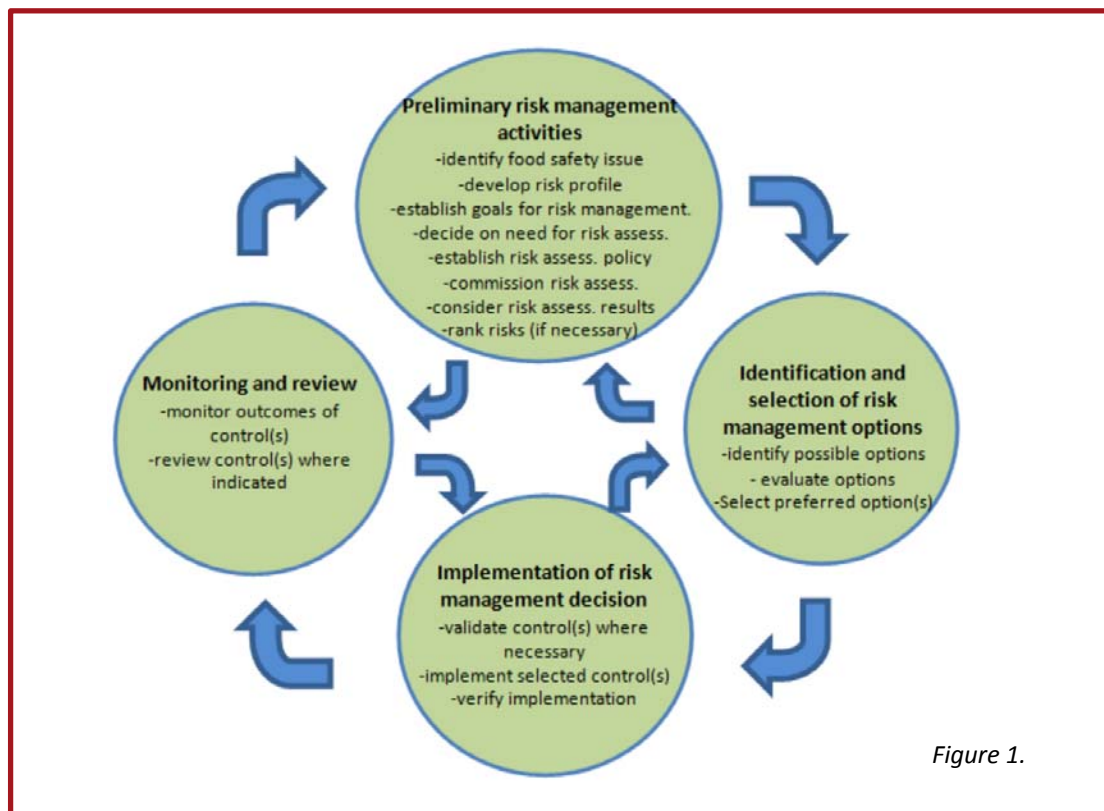 Preliminary risk management
activities
-identify food safety issue
-develop risk profile
-establish goals for risk management.
-decide on need for risk assess.
-establish risk assess. policy
-commission risk assess.
-consider risk assess. results
-rank risks (if necessary)
Identification and
selection of risk
management options
-identify possible options
- evaluate options
-Select preferred option(s)
Implementation of risk
management decision
-validate control(s) where
necessary
-implement selected control(s)
-verify implementation
Monitoring and review
-monitor outcomes of
control(s)
-review control(s) where
indicated
Figure 1.